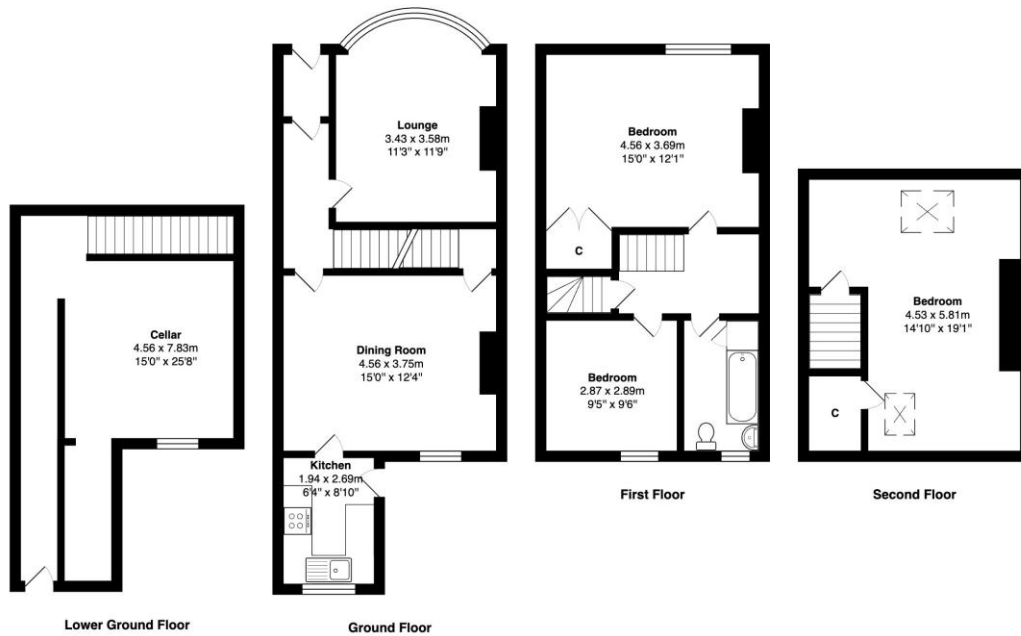 Lounge
3.43 x 3.58m
11'3" x 11'9"
Bedroom
4.56 x 3.69m
15'0" x 12'1"
C
Cellar
4.56 x 7.83m
15'0" x 25'8"
Dining Room
4.56 x 3.75m
15'0" x 12'4"
Bedroom
2.87 x 2.89m
9'5" x 9'6"
Bedroom
4.53 x 5.81m
14'10" x 19'1"
C
Kitchen
1.94 x 2.69m
6'4" x 8'10"
First Floor
Second Floor
Lower Ground Floor
Ground Floor